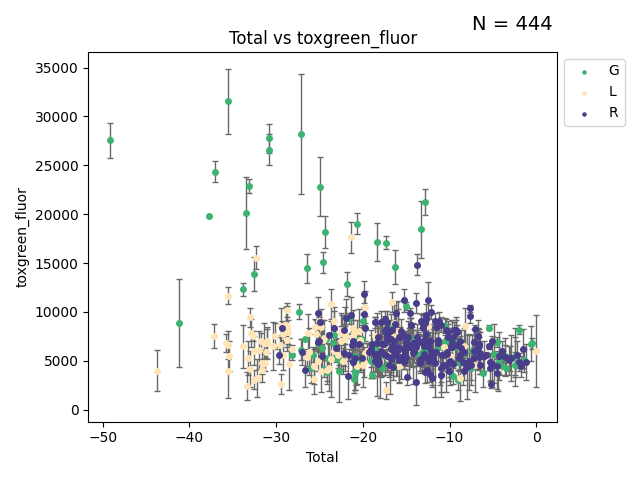 N = 444
Total vs toxgreen_fluor
G
L
R
35000
30000
25000
20000
15000
10000
5000
0
toxgreen_fluor
−50 −40 −30 −20 −10 0
Total